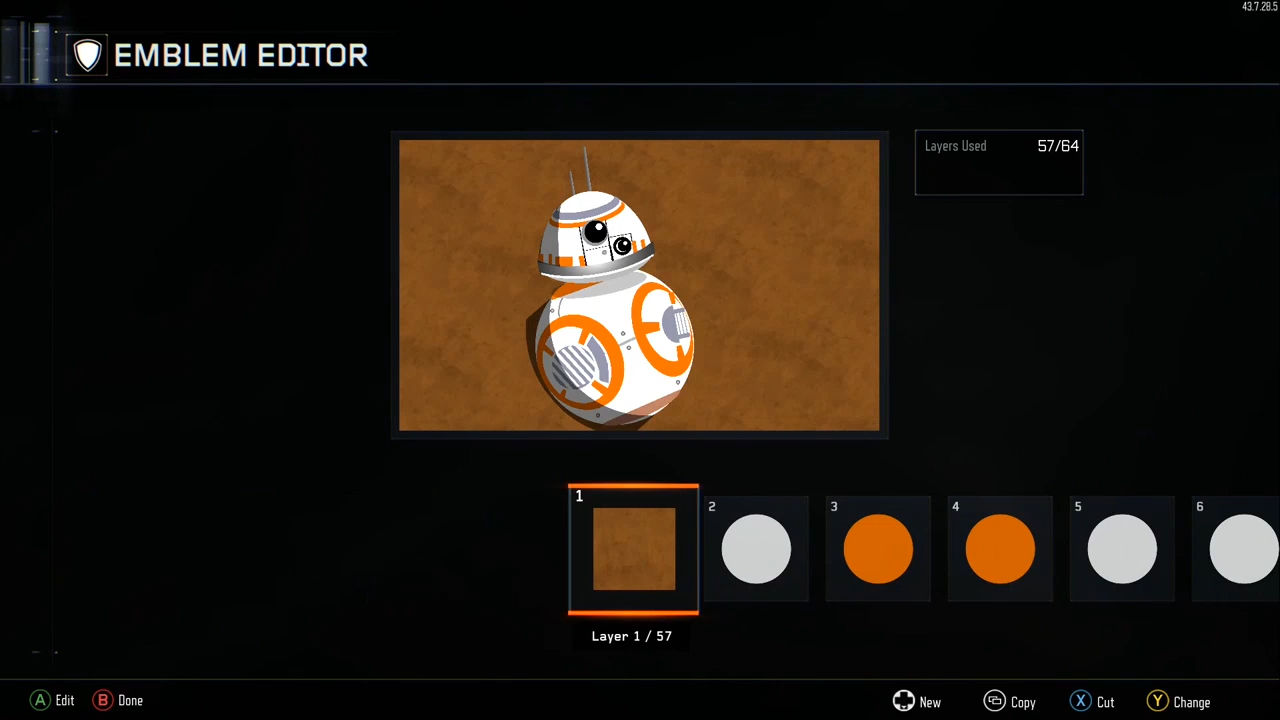 43.7.28.5
EMBLEM EDITOR
Layers Used 57/64
1
2
3
4
5
6
Layer 1 / 57
A Edit B Done New Copy X Cut Y Change